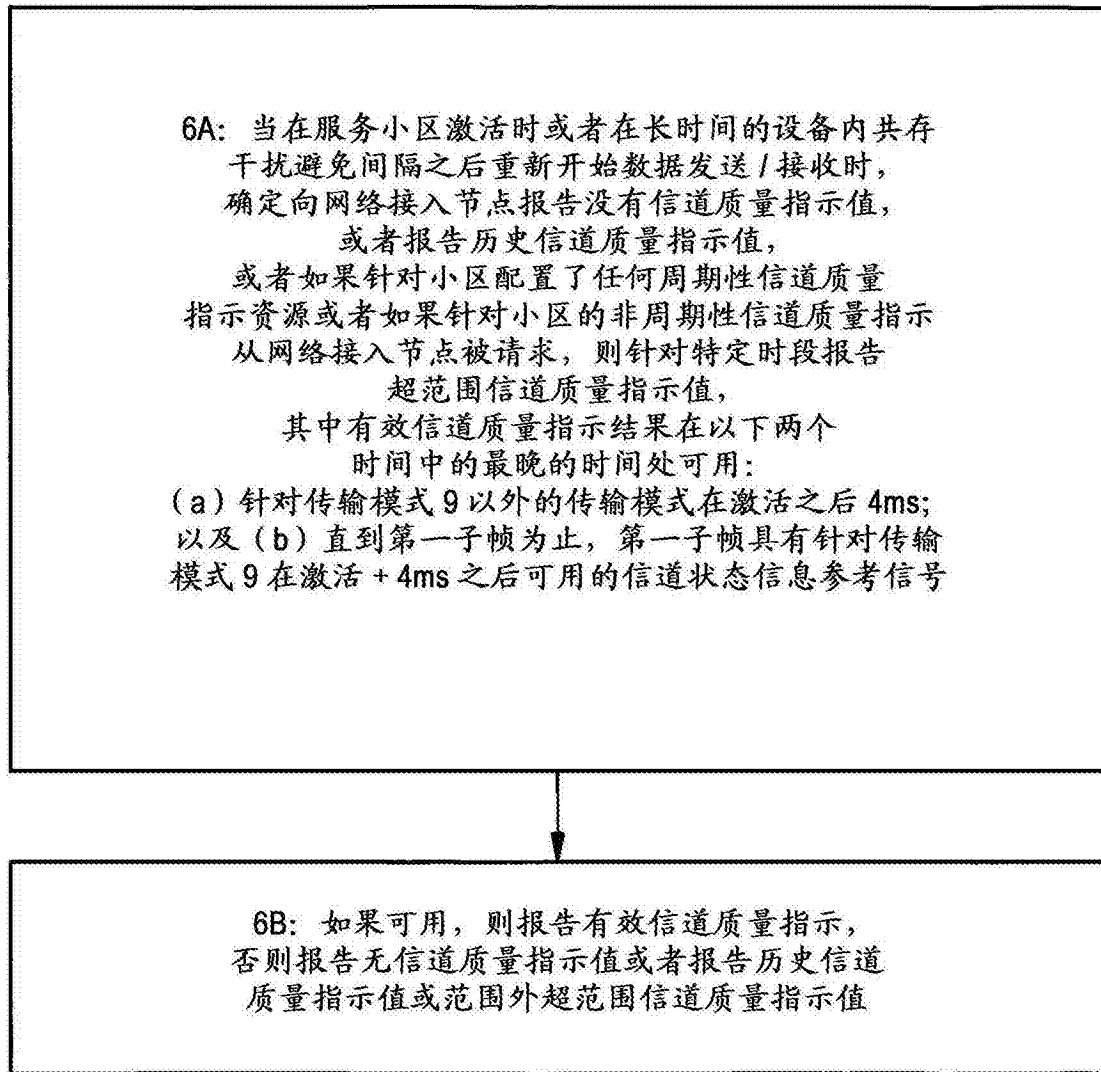 6A: 当在服务小区激活时或者在长时间的设备内共存
干扰避免间隔之后重新开始数据发送 / 接收时,
确定向网络接入节点报告没有信道质量指示值,
或者报告历史信道质量指示值,
或者如果针对小区配置了任何周期性信道质量
指示资源或者如果针对小区的非周期性信道质量指示
从网络接入节点被请求, 则针对特定时段报告
超范围信道质量指示值,
其中有效信道质量指示结果在以下两个
时间中的最晚的时间处可用:
(a) 针对传输模式 9 以外的传输模式在激活之后 4ms;
以及 (b) 直到第一子帧为止, 第一子帧具有针对传输
模式 9 在激活 + 4ms 之后可用的信道状态信息参考信号
6B: 如果可用, 则报告有效信道质量指示,
否则报告无信道质量指示值或者报告历史信道
质量指示值或范围外超范围信道质量指示值